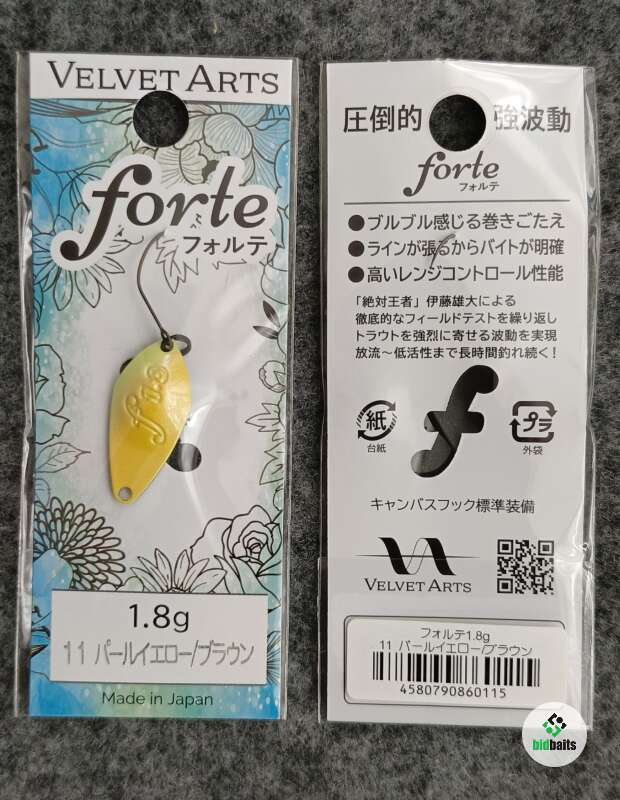 VELVET ARTS
forte
フォルテ
forte
1.8g
11 パールイエロー/ブラウン
Made in Japan
圧倒的 強波動
forte
フォルテ
●ブルブル感じる巻きごたえ
●ラインが張るからバイトが明確
●高いレンジコントロール性能
「絶対王者」伊藤雄大による
徹底的なフィールドテストを繰り返し
トラウトを強烈に寄せる波動を実現
放流〜低活性まで長時間釣れ続く!
紙
台紙
プラ
外袋
f
キャンバスフック標準装備
VELVET ARTS
フォルテ1.8g
11 パールイエロー/ブラウン
4580790860115
bidbaits